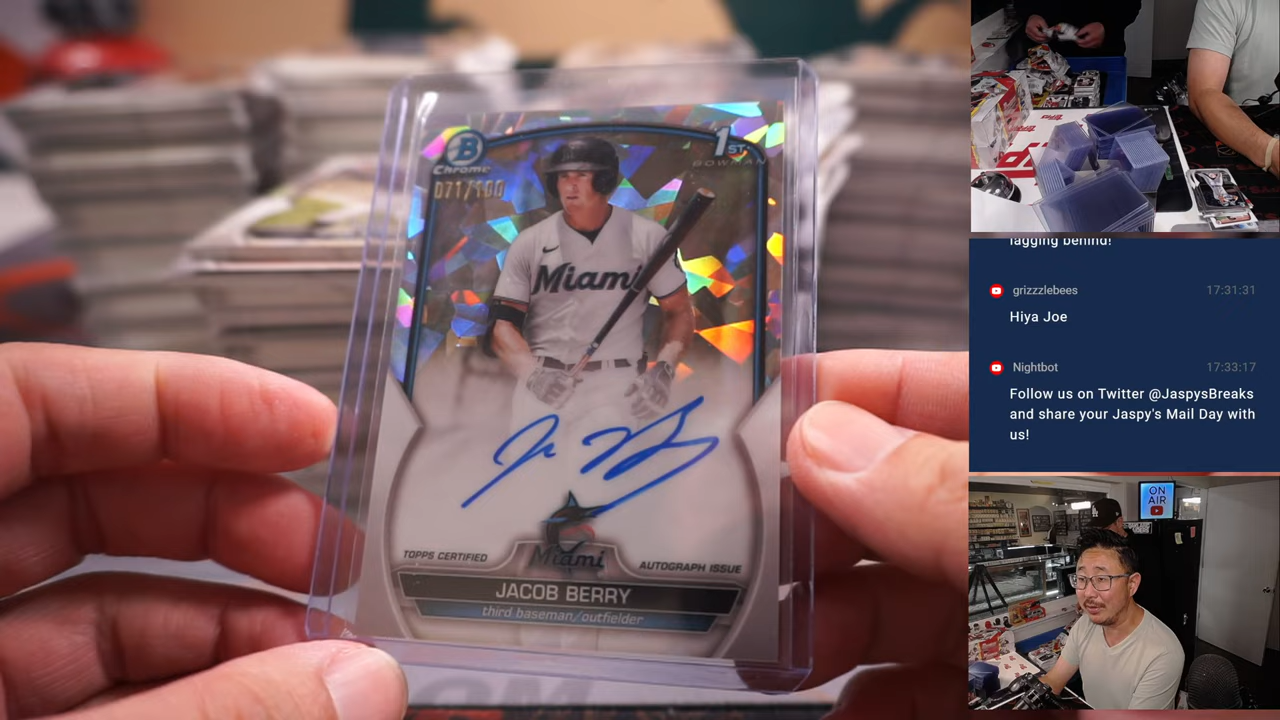 B
Chrome
1ST
BOWMAN
071/100
Miami
TOPPS CERTIFIED
AUTOGRAPH ISSUE
Miami
JACOB BERRY
third baseman/outfielder
lagging behind!
grizzzlebees 17:31:31
Hiya Joe
Nightbot 17:33:17
Follow us on Twitter @JaspysBreaks
and share your Jaspy's Mail Day with
us!
ON
AIR